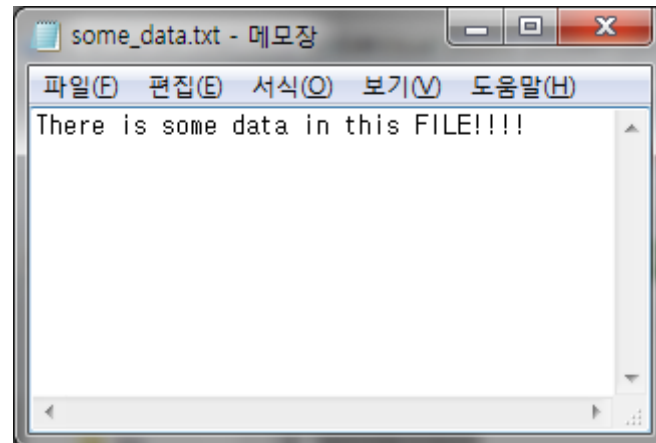 some_data.txt - 메모장
파일(F) 편집(E) 서식(O) 보기(V) 도움말(H)
There is some data in this FILE!!!!